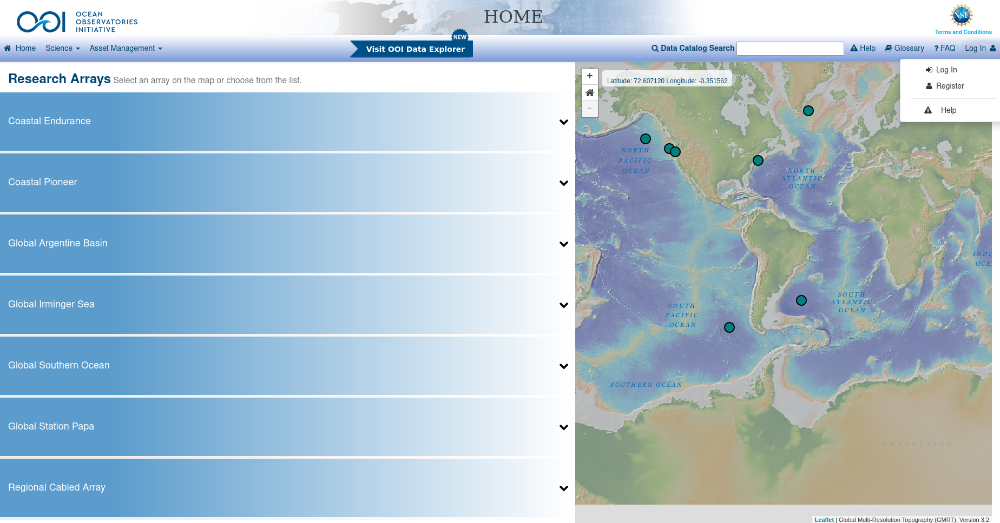 OCEAN
OBSERVATORIES
INITIATIVE
HOME
NSF
Terms and Conditions
Home Science Asset Management
NEW
Visit OOI Data Explorer
Data Catalog Search Help Glossary ? FAQ Log In
Log In
Register
Help
Research Arrays Select an array on the map or choose from the list.
Coastal Endurance
Coastal Pioneer
Global Argentine Basin
Global Irminger Sea
Global Southern Ocean
Global Station Papa
Regional Cabled Array
+
-
Latitude: 72.607120 Longitude: -0.351562
NORTH
PACIFIC
OCEAN
NORTH
ATLANTIC
OCEAN
INDI
OCE
SOUTH
PACIFIC
OCEAN
SOUTH
ATLANTIC
OCEAN
SOUTHERN OCEAN
ANTARCTICA
Leaflet | Global Multi-Resolution Topography (GMRT), Version 3.2